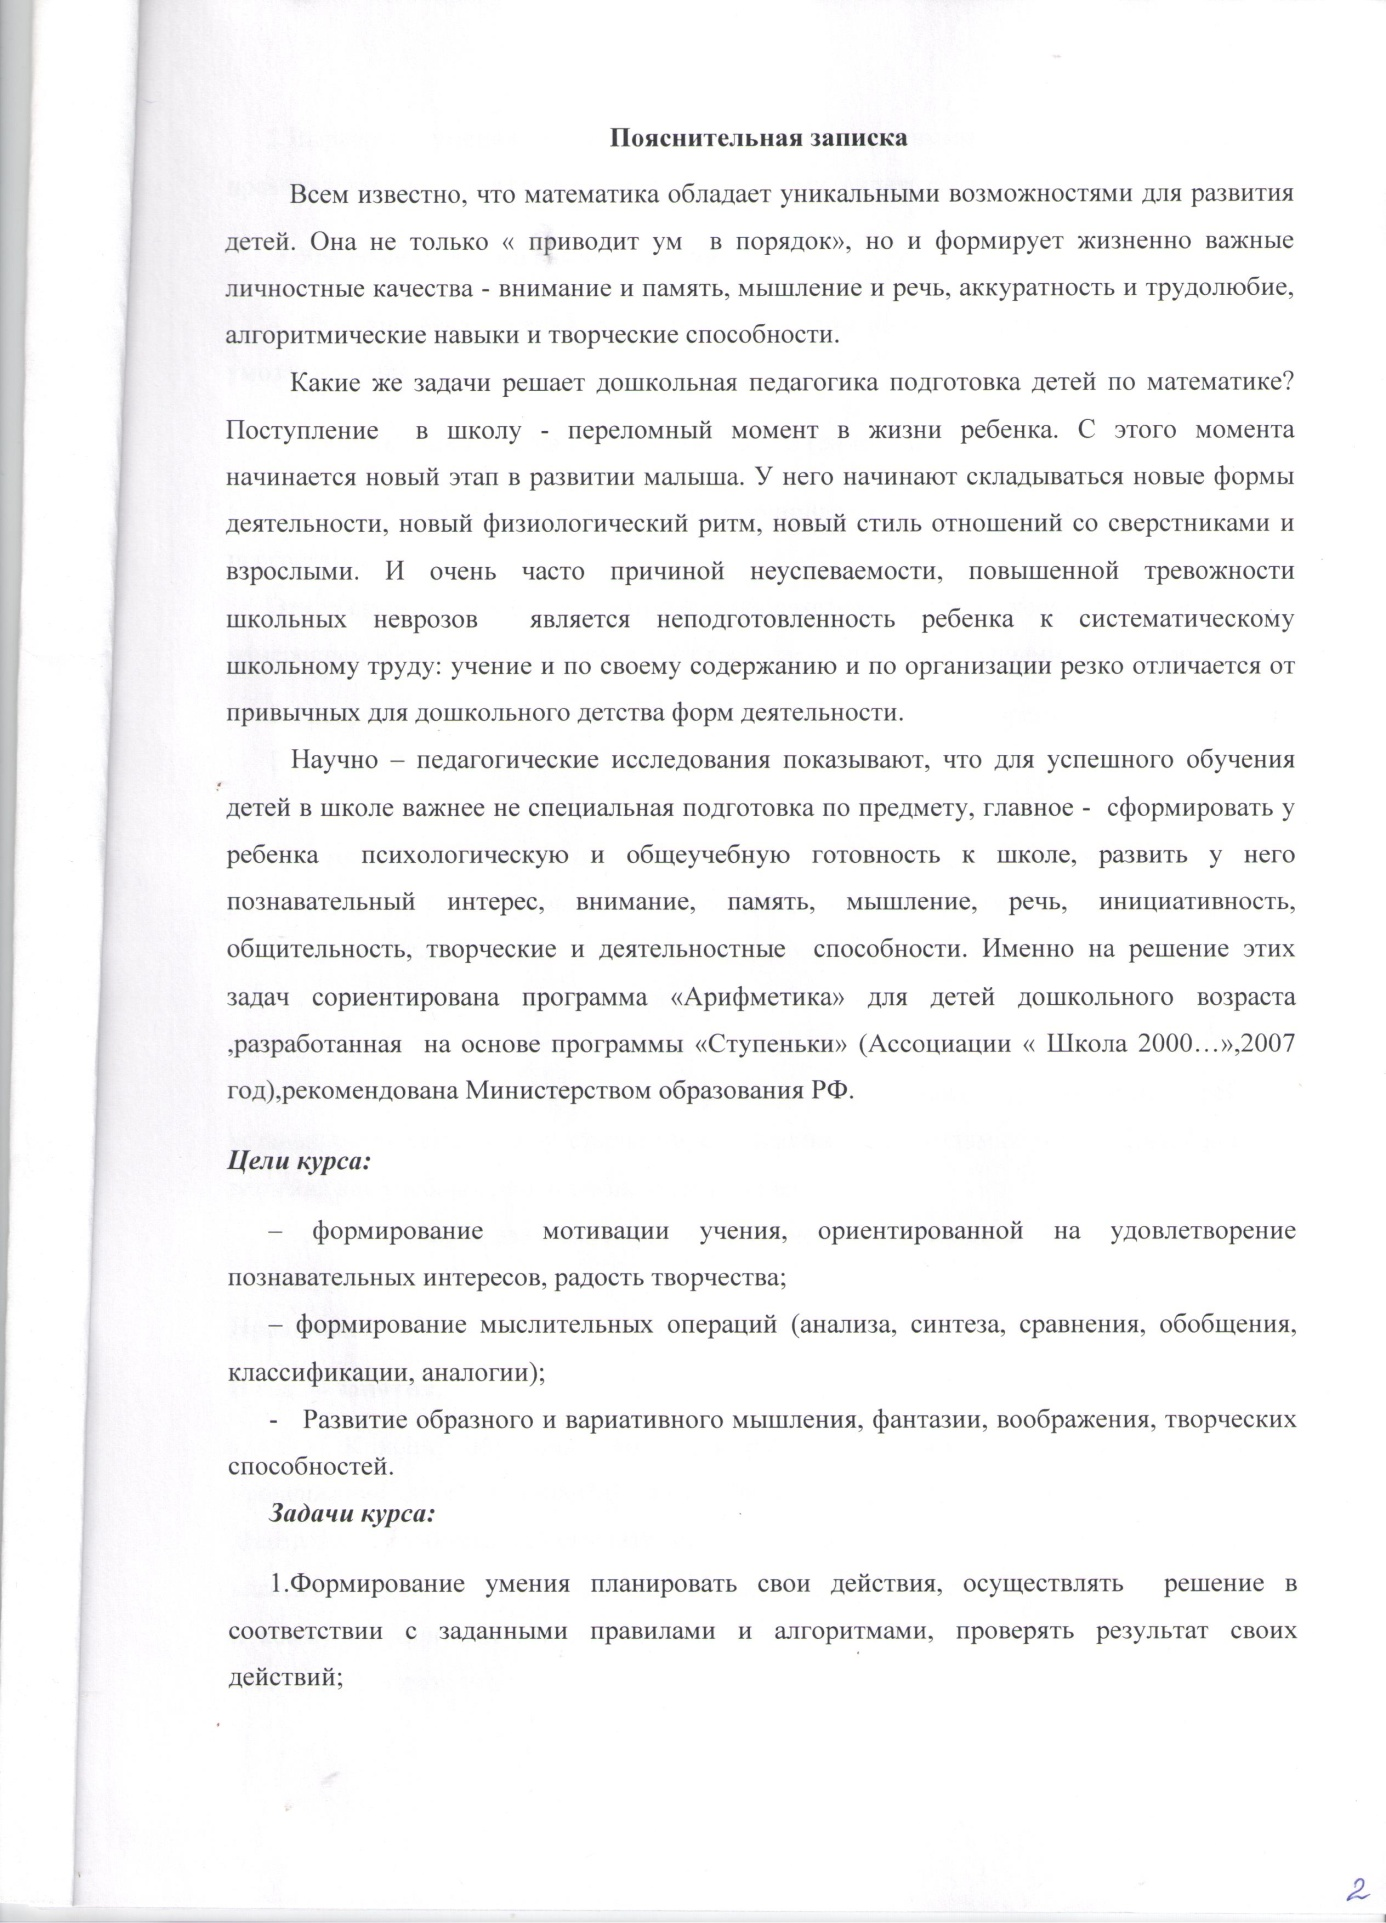 Пояснительная записка
Всем известно, что математика обладает уникальными возможностями для развития
детей. Она не только « приводит ум в порядок», но и формирует жизненно важные
личностные качества - внимание и память, мышление и речь, аккуратность и трудолюбие,
алгоритмические навыки и творческие способности.
Какие же задачи решает дошкольная педагогика подготовка детей по математике?
Поступление в школу - переломный момент в жизни ребенка. С этого момента
начинается новый этап в развитии малыша. У него начинают складываться новые формы
деятельности, новый физиологический ритм, новый стиль отношений со сверстниками и
взрослыми. И очень часто причиной неуспеваемости, повышенной тревожности
школьных неврозов является неподготовленность ребенка к систематическому
школьному труду: учение и по своему содержанию и по организации резко отличается от
привычных для дошкольного детства форм деятельности.
Научно – педагогические исследования показывают, что для успешного обучения
детей в школе важнее не специальная подготовка по предмету, главное - сформировать у
ребенка психологическую и общеучебную готовность к школе, развить у него
познавательный интерес, внимание, память, мышление, речь, инициативность,
общительность, творческие и деятельностные способности. Именно на решение этих
задач сориентирована программа «Арифметика» для детей дошкольного возраста
,разработанная на основе программы «Ступеньки» (Ассоциации « Школа 2000…»,2007
год),рекомендована Министерством образования РФ.
Цели курса:
– формирование мотивации учения, ориентированной на удовлетворение
познавательных интересов, радость творчества;
– формирование мыслительных операций (анализа, синтеза, сравнения, обобщения,
классификации, аналогии);
- Развитие образного и вариативного мышления, фантазии, воображения, творческих
способностей.
Задачи курса:
1.Формирование умения планировать свои действия, осуществлять решение в
соответствии с заданными правилами и алгоритмами, проверять результат своих
действий;
2